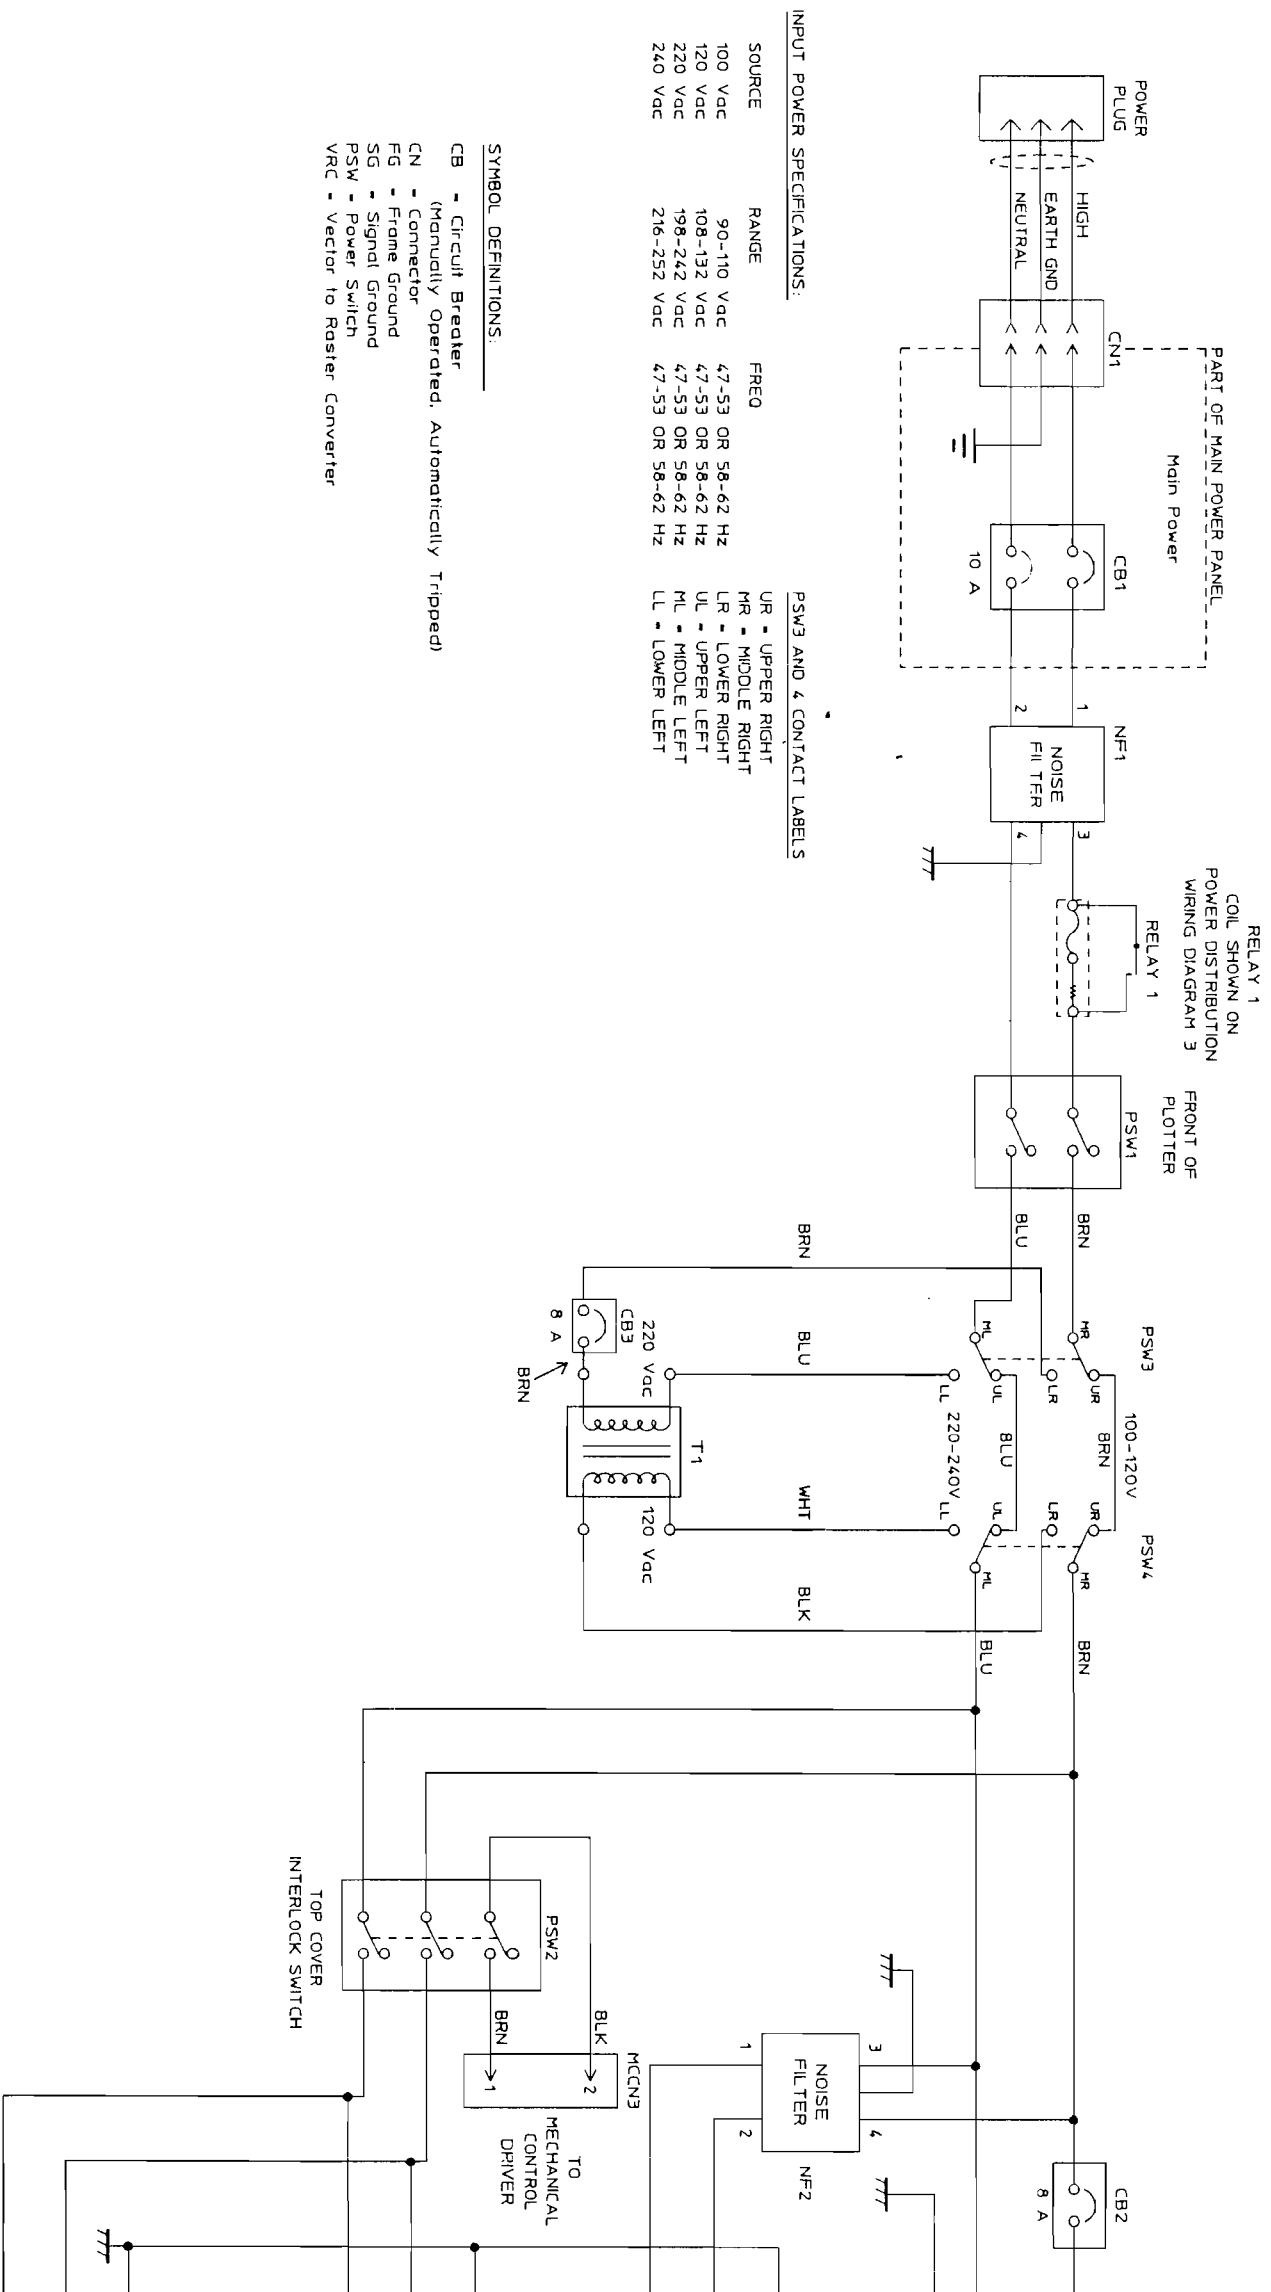 RELAY 1
COIL SHOWN ON
POWER DISTRIBUTION
WIRING DIAGRAM 3
POWER
PLUG
HIGH
EARTH GND
NEUTRAL
CN1
PART OF MAIN POWER PANEL
Main Power
CB1
10 A
1
2
NF1
NOISE
FILTER
3
4
RELAY 1
FRONT OF
PLOTTER
PSW1
BRN
BLU
PSW3
100-120V
PSW4
MR
UR
BRN
UR
MR
LR
LR
ML
UL
BLU
UL
ML
LL
220-240V
LL
BRN
BLU
BRN
BLU
WHT
BLK
CB3
8 A
BRN
220 Vac
T1
120 Vac
CB2
8 A
NF2
NOISE
FILTER
3
4
1
2
PSW2
TOP COVER
INTERLOCK SWITCH
BLK
BRN
MCCN3
2
1
TO
MECHANICAL
CONTROL
DRIVER
INPUT POWER SPECIFICATIONS:
SOURCE RANGE FREQ
100 Vac 90-110 Vac 47-53 OR 58-62 Hz
120 Vac 108-132 Vac 47-53 OR 58-62 Hz
220 Vac 198-242 Vac 47-53 OR 58-62 Hz
240 Vac 216-252 Vac 47-53 OR 58-62 Hz
PSW3 AND 4 CONTACT LABELS
UR = UPPER RIGHT
MR = MIDDLE RIGHT
LR = LOWER RIGHT
UL = UPPER LEFT
ML = MIDDLE LEFT
LL = LOWER LEFT
SYMBOL DEFINITIONS:
CB = Circuit Breaker
(Manually Operated, Automatically Tripped)
CN = Connector
FG = Frame Ground
SG = Signal Ground
PSW = Power Switch
VRC = Vector to Raster Converter